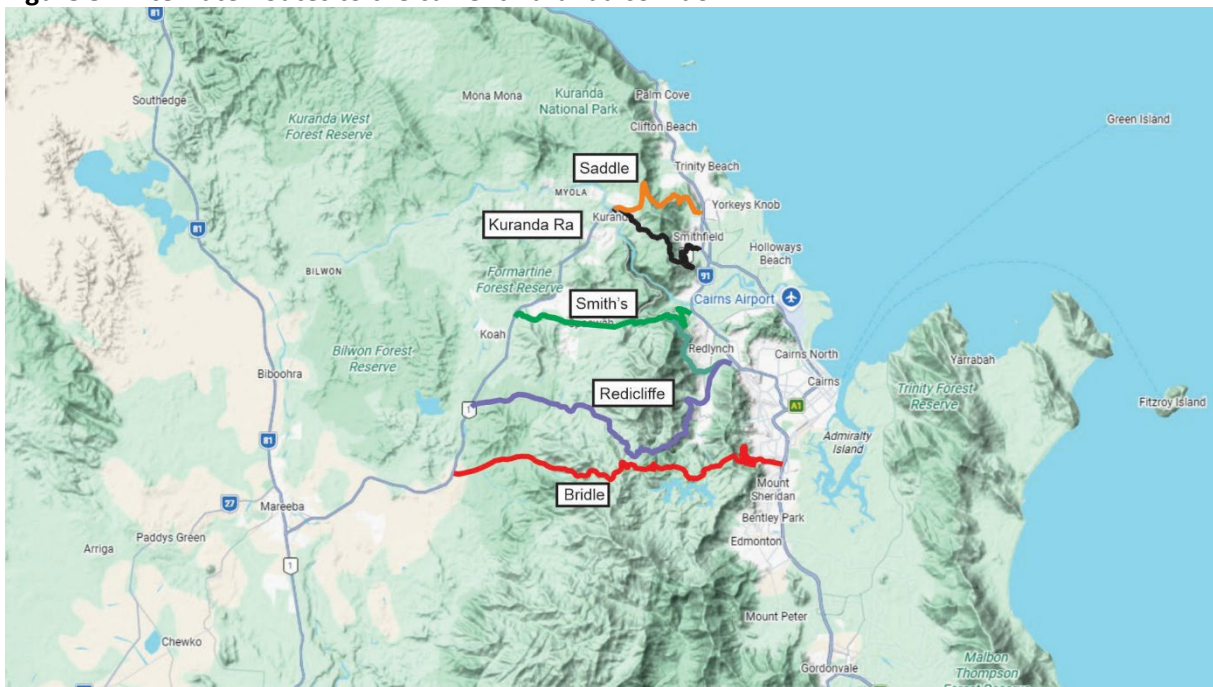 81
Southedge
Mona Mona
Kuranda
National Park
Palm Cove
Green Island
Kuranda West
Forest Reserve
Clifton Beach
Saddle
Trinity Beach
MYOLA
Yorkeys Knob
Kuranda Ra
Smithfield
81
Holloways
Beach
BILWON
Formartine
Forest Reserve
91
Cairns Airport
Smith's
Koah
Redlynch
Cairns North
Bilwon Forest
Reserve
Yarrabah
Biboohra
Cairns
Redicliffe
Trinity Forest
Reserve
1
A1
Fitzroy Island
81
Admiralty
Island
Mount
Sheridan
Bridle
27
Mareeba
Bentley Park
Paddys Green
Edmonton
Arriga
1
Mount Peter
Chewko
Malbon
Thompson
Gordonvale
81